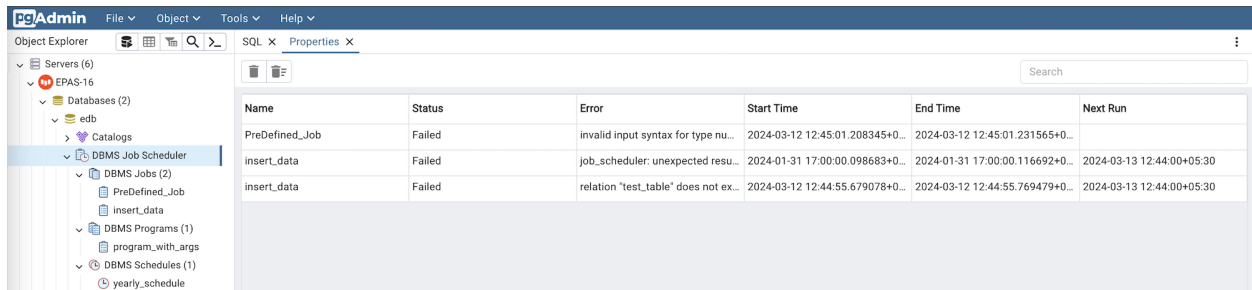 pgAdmin File Object Tools Help
Object Explorer SQL Properties
Servers (6)
EPAS-16
Databases (2)
edb
Catalogs
DBMS Job Scheduler
DBMS Jobs (2)
PreDefined_Job
insert_data
DBMS Programs (1)
program_with_args
DBMS Schedules (1)
yearly_schedule
Search
Name Status Error Start Time End Time Next Run
PreDefined_Job Failed invalid input syntax for type nu... 2024-03-12 12:45:01.208345+0... 2024-03-12 12:45:01.231565+0...
insert_data Failed job_scheduler: unexpected resu... 2024-01-31 17:00:00.098683+0... 2024-01-31 17:00:00.116692+0... 2024-03-13 12:44:00+05:30
insert_data Failed relation "test_table" does not ex... 2024-03-12 12:44:55.679078+0... 2024-03-12 12:44:55.769479+0... 2024-03-13 12:44:00+05:30